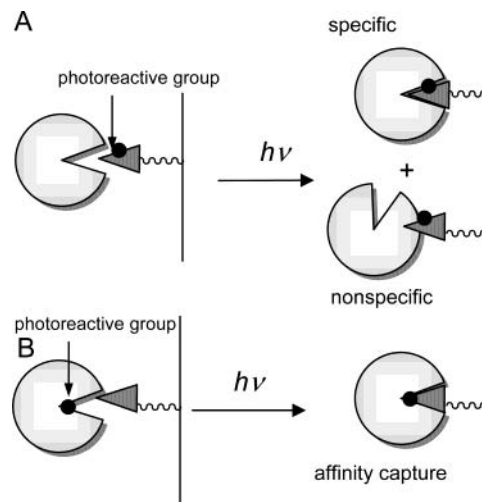 A
specific
photoreactive group
hν
+
nonspecific
photoreactive group
B
hν
affinity capture